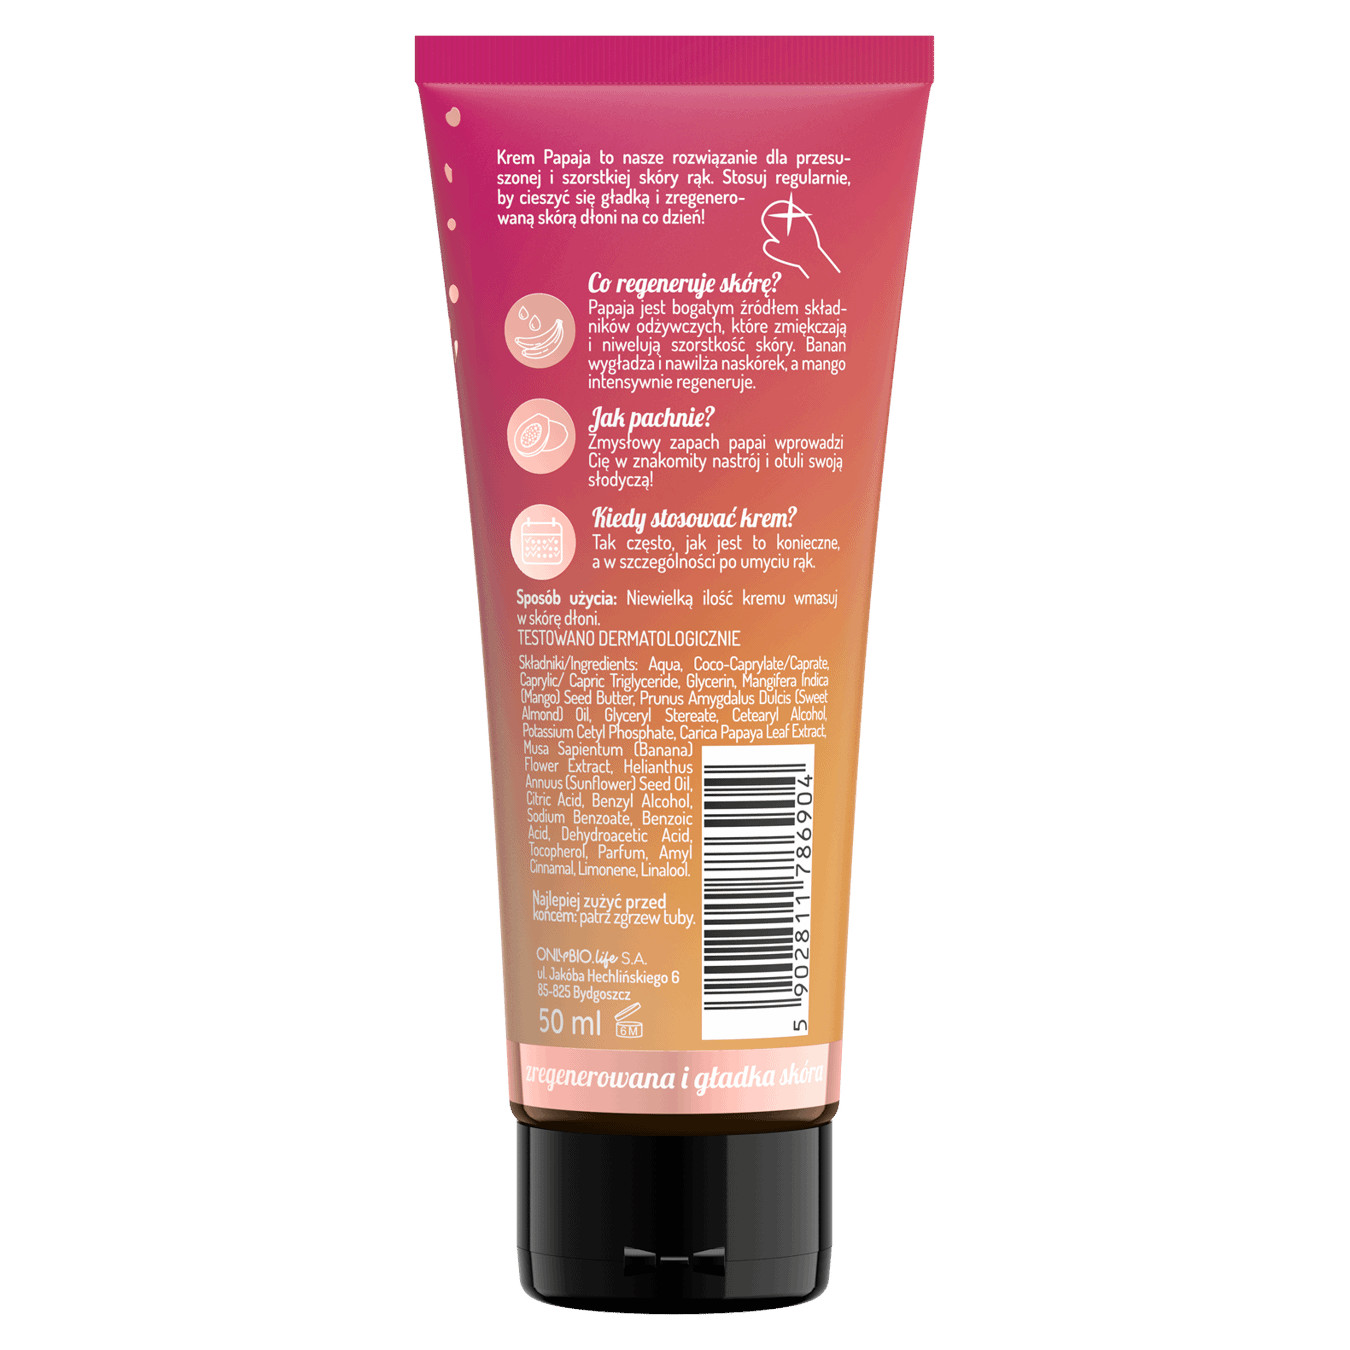 Krem Papaja to nasze rozwiązanie dla przesu-
szonej i szorstkiej skóry rąk. Stosuj regularnie,
by cieszyć się gładką i zregenero-
waną skórą dłoni na co dzień!
Co regeneruje skórę?
Papaja jest bogatym źródłem skład-
ników odżywczych, które zmiękczają
i niwelują szorstkość skóry. Banan
wygładza i nawilża naskórek, a mango
intensywnie regeneruje.
Jak pachnie?
Zmysłowy zapach papai wprowadzi
Cię w znakomity nastrój i otuli swoją
słodyczą!
Kiedy stosować krem?
Tak często, jak jest to konieczne,
a w szczególności po umyciu rąk.
Sposób użycia: Niewielką ilość kremu wmasuj
w skórę dłoni.
TESTOWANO DERMATOLOGICZNIE
Składniki/Ingredients: Aqua, Coco-Caprylate/Caprate,
Caprylic/ Capric Triglyceride, Glycerin, Mangifera Indica
(Mango) Seed Butter, Prunus Amygdalus Dulcis (Sweet
Almond) Oil, Glyceryl Stereate, Cetearyl Alcohol,
Potassium Cetyl Phosphate, Carica Papaya Leaf Extract,
Musa Sapientum (Banana)
Flower Extract, Helianthus
Annuus (Sunflower) Seed Oil,
Citric Acid, Benzyl Alcohol,
Sodium Benzoate, Benzoic
Acid, Dehydroacetic Acid,
Tocopherol, Parfum, Amyl
Cinnamal, Limonene, Linalool.
Najlepiej zużyć przed
końcem: patrz zgrzew tuby.
ONLYBIO.life S.A.
ul. Jakóba Hechlińskiego 6
85-825 Bydgoszcz
50 ml
6M
5 902811 786904
zregenerowana i gładka skóra